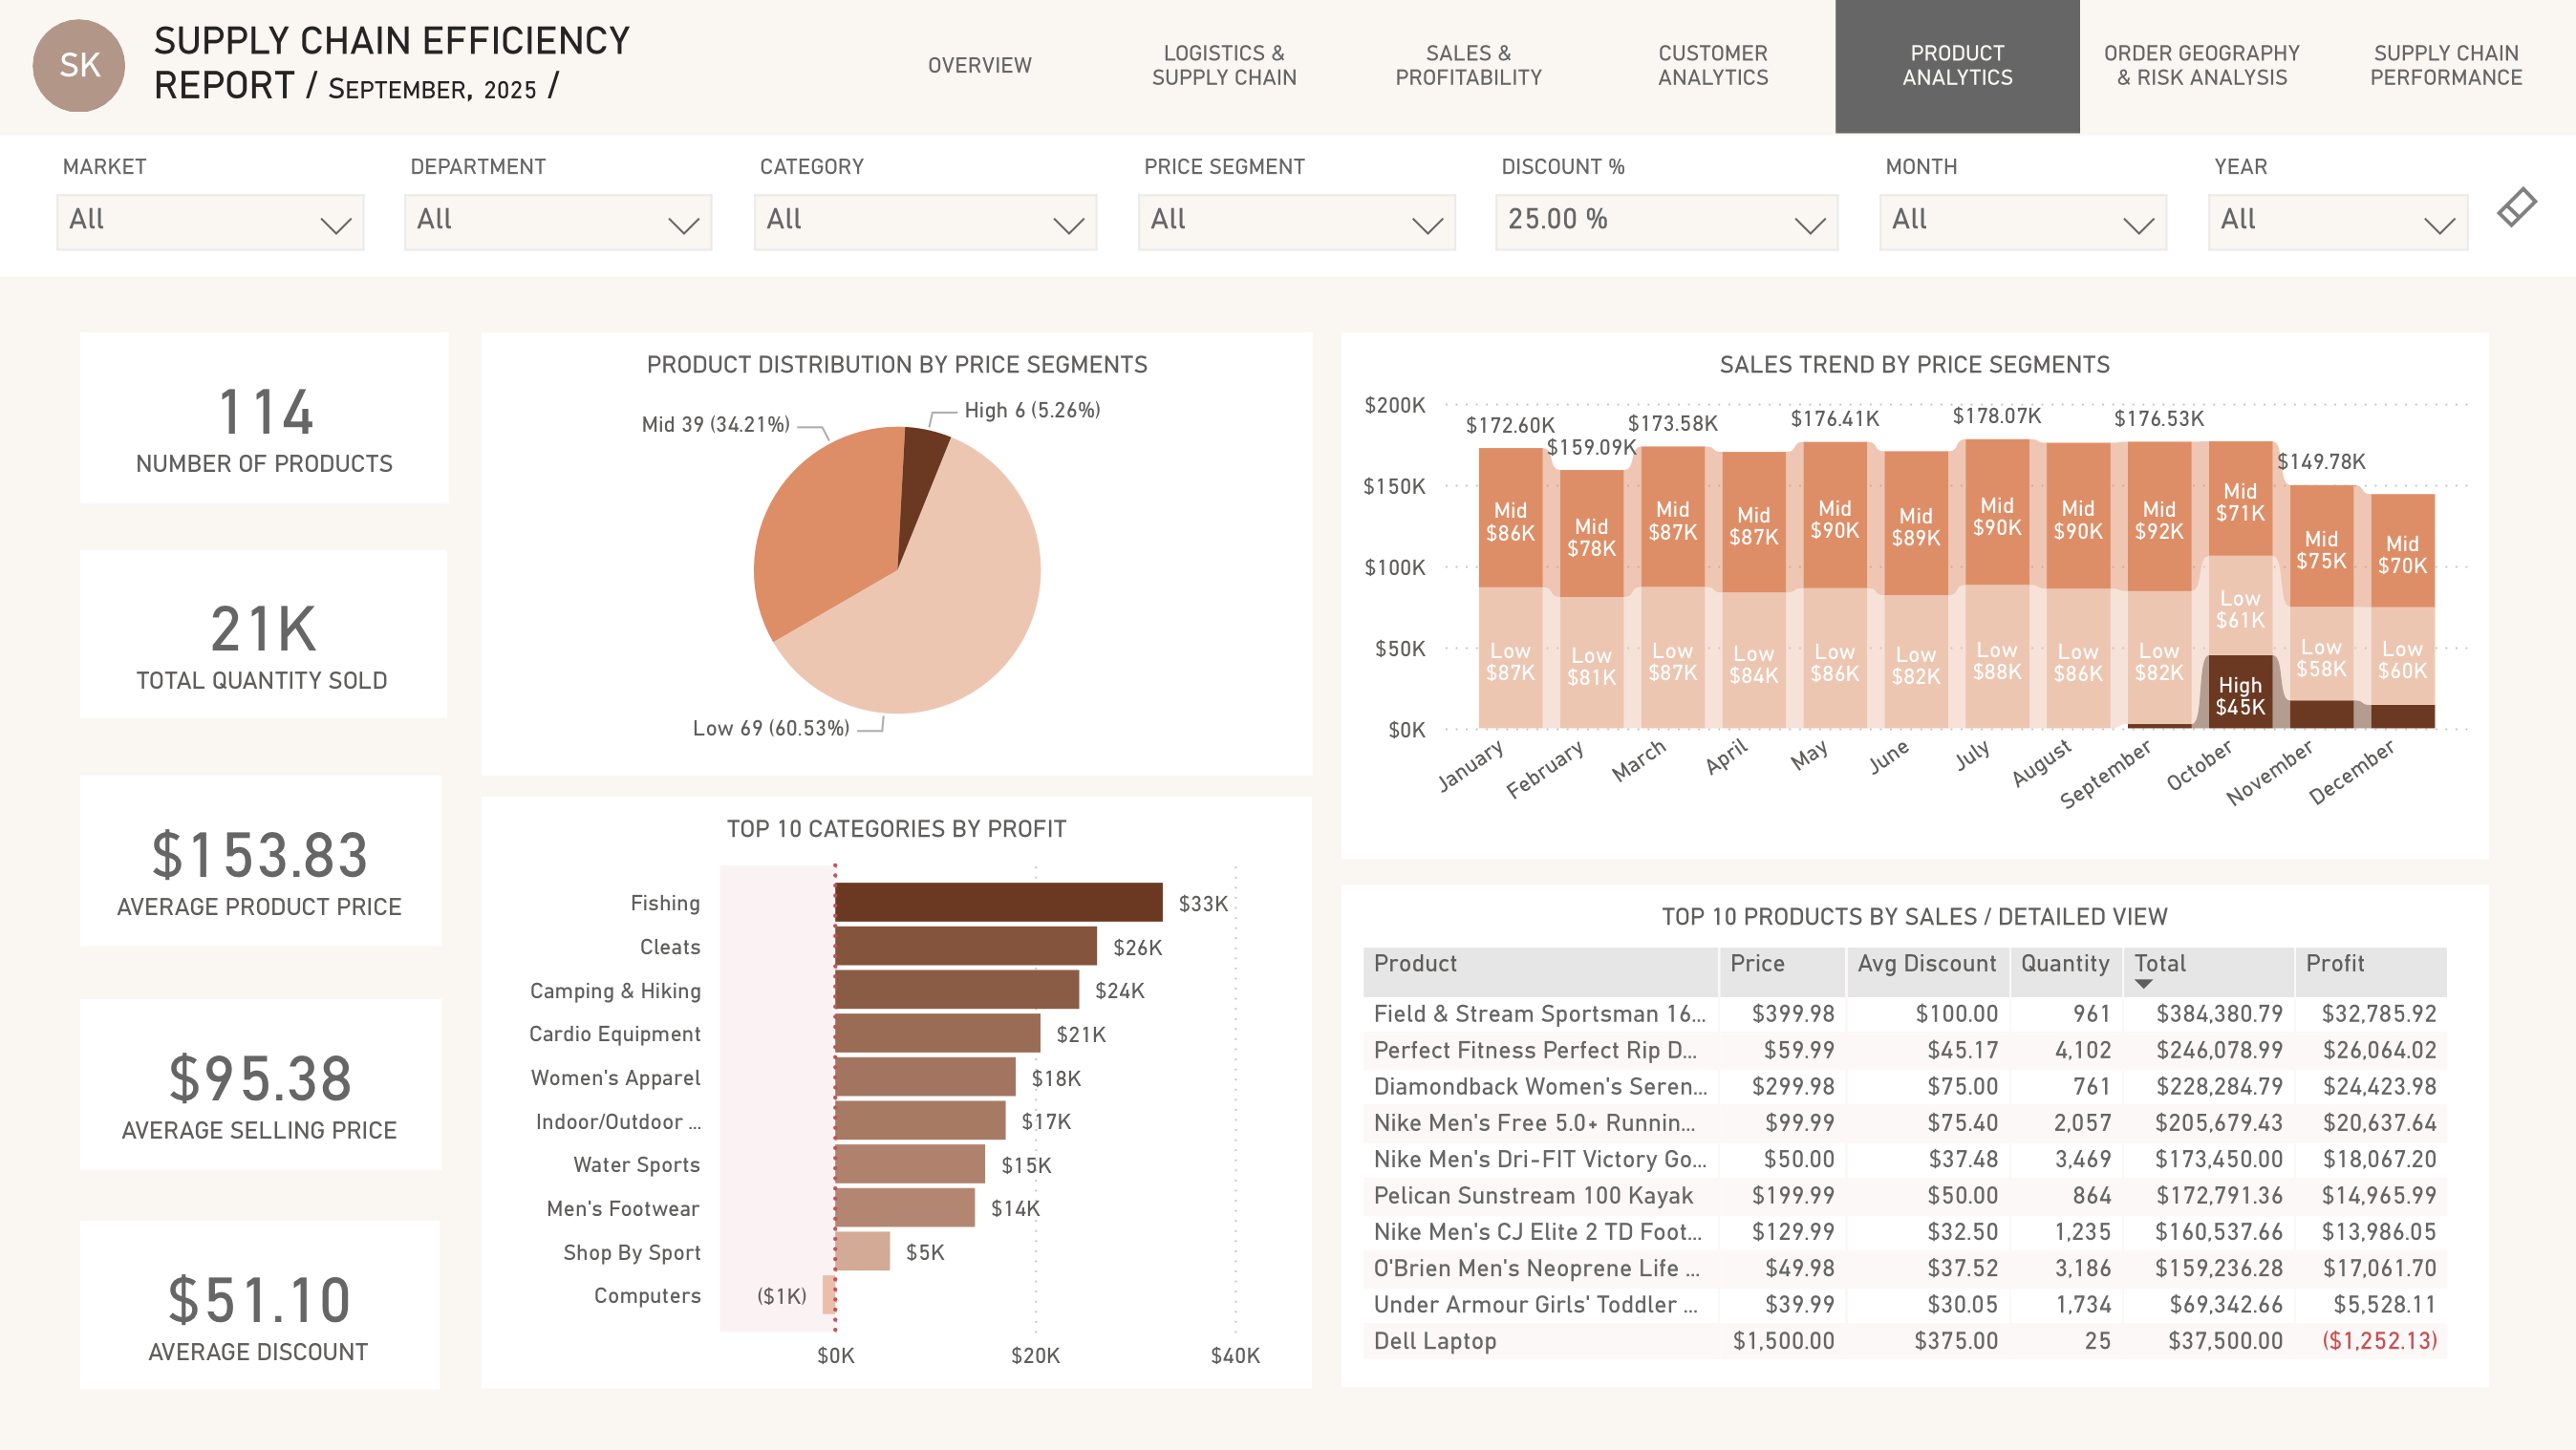 SK
SUPPLY CHAIN EFFICIENCY
REPORT / SEPTEMBER, 2025 /
OVERVIEW
LOGISTICS &
SUPPLY CHAIN
SALES &
PROFITABILITY
CUSTOMER
ANALYTICS
PRODUCT
ANALYTICS
ORDER GEOGRAPHY
& RISK ANALYSIS
SUPPLY CHAIN
PERFORMANCE
MARKET
All
DEPARTMENT
All
CATEGORY
All
PRICE SEGMENT
All
DISCOUNT %
25.00 %
MONTH
All
YEAR
All
114
NUMBER OF PRODUCTS
21K
TOTAL QUANTITY SOLD
$153.83
AVERAGE PRODUCT PRICE
$95.38
AVERAGE SELLING PRICE
$51.10
AVERAGE DISCOUNT
PRODUCT DISTRIBUTION BY PRICE SEGMENTS
High 6 (5.26%)
Mid 39 (34.21%)
Low 69 (60.53%)
TOP 10 CATEGORIES BY PROFIT
Fishing $33K
Cleats $26K
Camping & Hiking $24K
Cardio Equipment $21K
Women's Apparel $18K
Indoor/Outdoor ... $17K
Water Sports $15K
Men's Footwear $14K
Shop By Sport $5K
Computers ($1K)
$0K $20K $40K
SALES TREND BY PRICE SEGMENTS
$200K
$150K
$100K
$50K
$0K
$172.60K
$159.09K
$173.58K
$176.41K
$178.07K
$176.53K
$149.78K
Mid
$86K
Mid
$78K
Mid
$87K
Mid
$87K
Mid
$90K
Mid
$89K
Mid
$90K
Mid
$90K
Mid
$92K
Mid
$71K
Mid
$75K
Mid
$70K
Low
$87K
Low
$81K
Low
$87K
Low
$84K
Low
$86K
Low
$82K
Low
$88K
Low
$86K
Low
$82K
Low
$61K
Low
$58K
Low
$60K
High
$45K
January
February
March
April
May
June
July
August
September
October
November
December
TOP 10 PRODUCTS BY SALES / DETAILED VIEW
Product Price Avg Discount Quantity Total Profit
Field & Stream Sportsman 16... $399.98 $100.00 961 $384,380.79 $32,785.92
Perfect Fitness Perfect Rip D... $59.99 $45.17 4,102 $246,078.99 $26,064.02
Diamondback Women's Seren... $299.98 $75.00 761 $228,284.79 $24,423.98
Nike Men's Free 5.0+ Runnin... $99.99 $75.40 2,057 $205,679.43 $20,637.64
Nike Men's Dri-FIT Victory Go... $50.00 $37.48 3,469 $173,450.00 $18,067.20
Pelican Sunstream 100 Kayak $199.99 $50.00 864 $172,791.36 $14,965.99
Nike Men's CJ Elite 2 TD Foot... $129.99 $32.50 1,235 $160,537.66 $13,986.05
O'Brien Men's Neoprene Life ... $49.98 $37.52 3,186 $159,236.28 $17,061.70
Under Armour Girls' Toddler ... $39.99 $30.05 1,734 $69,342.66 $5,528.11
Dell Laptop $1,500.00 $375.00 25 $37,500.00 ($1,252.13)